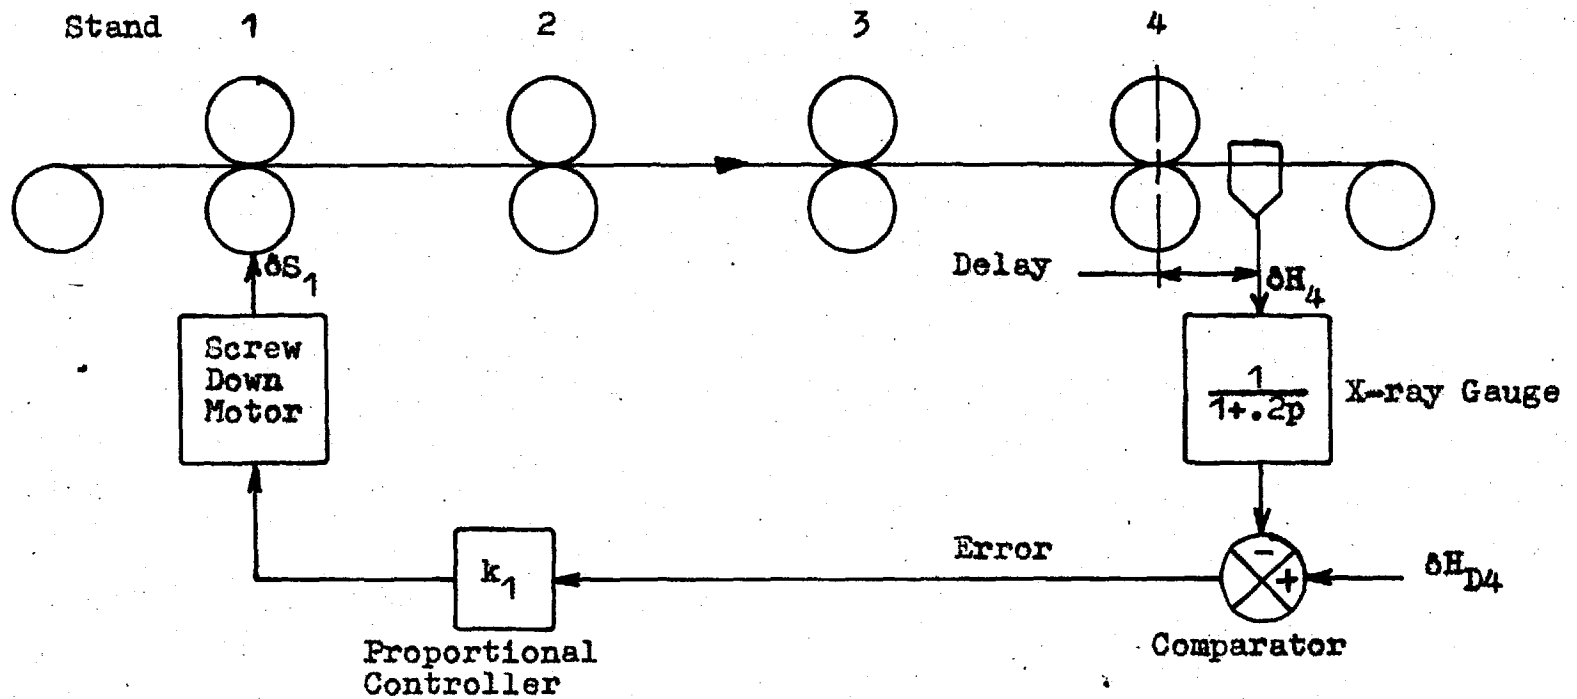 Stand 1 2 3 4
δS₁
Delay
δH₄
Screw
Down
Motor
1
1+.2p
X-ray Gauge
Error
k₁
-
+
δH_D4
Proportional
Controller
Comparator